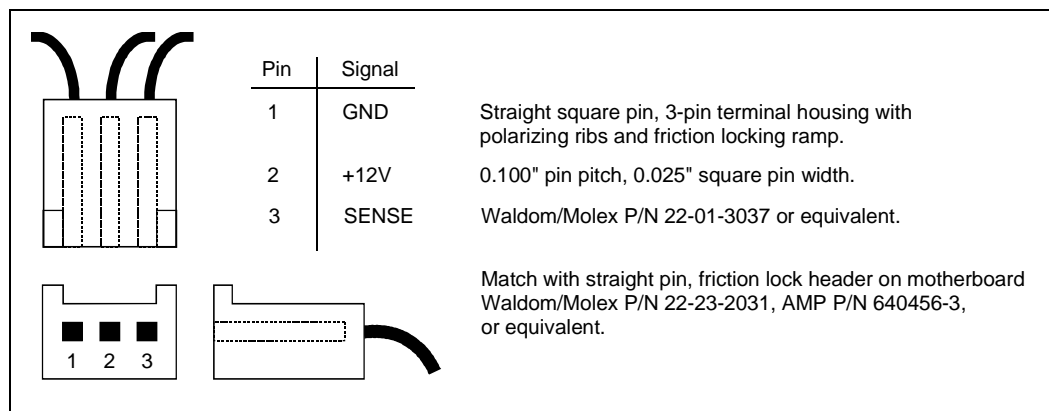 Pin Signal
1 GND Straight square pin, 3-pin terminal housing with
polarizing ribs and friction locking ramp.
2 +12V 0.100" pin pitch, 0.025" square pin width.
3 SENSE Waldom/Molex P/N 22-01-3037 or equivalent.
Match with straight pin, friction lock header on motherboard
Waldom/Molex P/N 22-23-2031, AMP P/N 640456-3,
or equivalent.
1 2 3